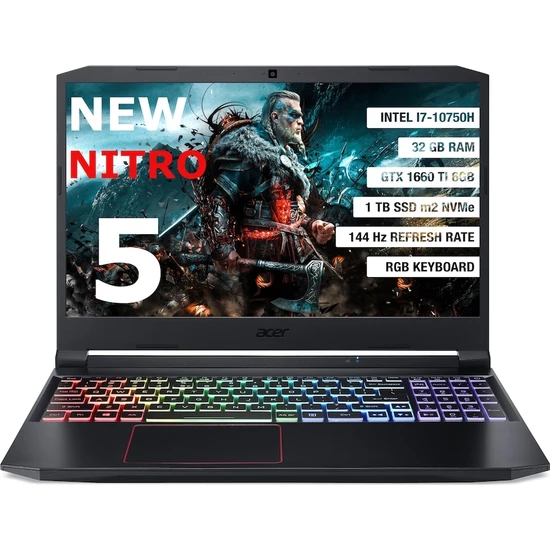 NEW
NITRO
5
INTEL I7-10750H
32 GB RAM
GTX 1660 TI 6GB
1 TB SSD m2 NVMe
144 Hz REFRESH RATE
RGB KEYBOARD
acer